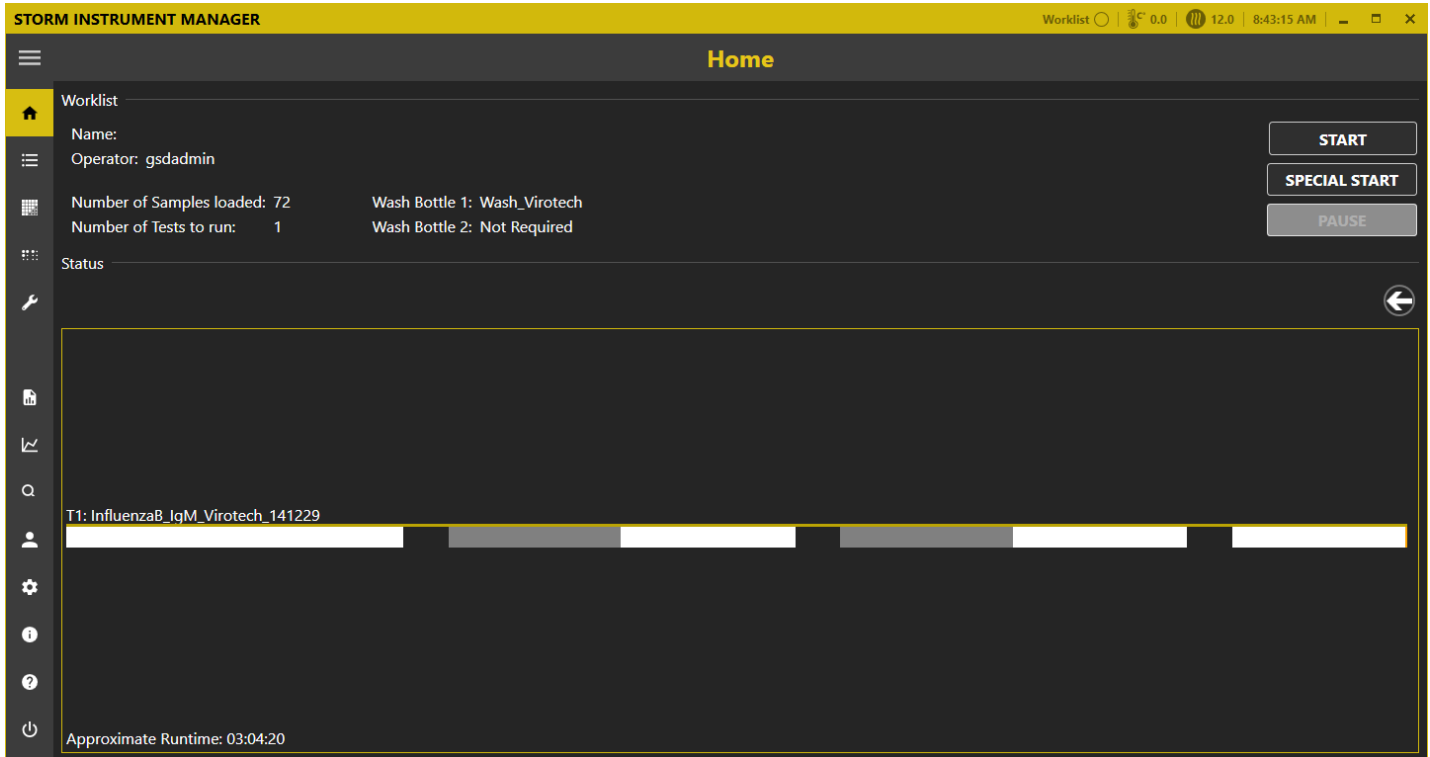 STORM INSTRUMENT MANAGER
Worklist C° 0.0 12.0 8:43:15 AM
Home
Worklist
Name:
Operator: gsdadmin
START
SPECIAL START
Number of Samples loaded: 72 Wash Bottle 1: Wash_Virotech
Number of Tests to run: 1 Wash Bottle 2: Not Required
PAUSE
Status
T1: InfluenzaB_IgM_Virotech_141229
Approximate Runtime: 03:04:20